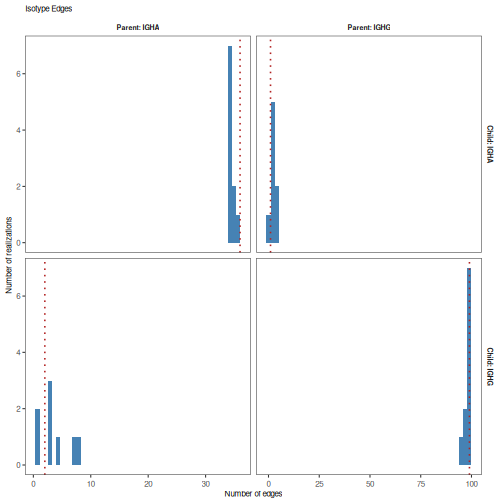 Isotype Edges
Parent: IGHA
Parent: IGHG
6
4
2
0
Child: IGHA
Number of realizations
6
4
2
0
Child: IGHG
0
10
20
30
0
25
50
75
100
Number of edges